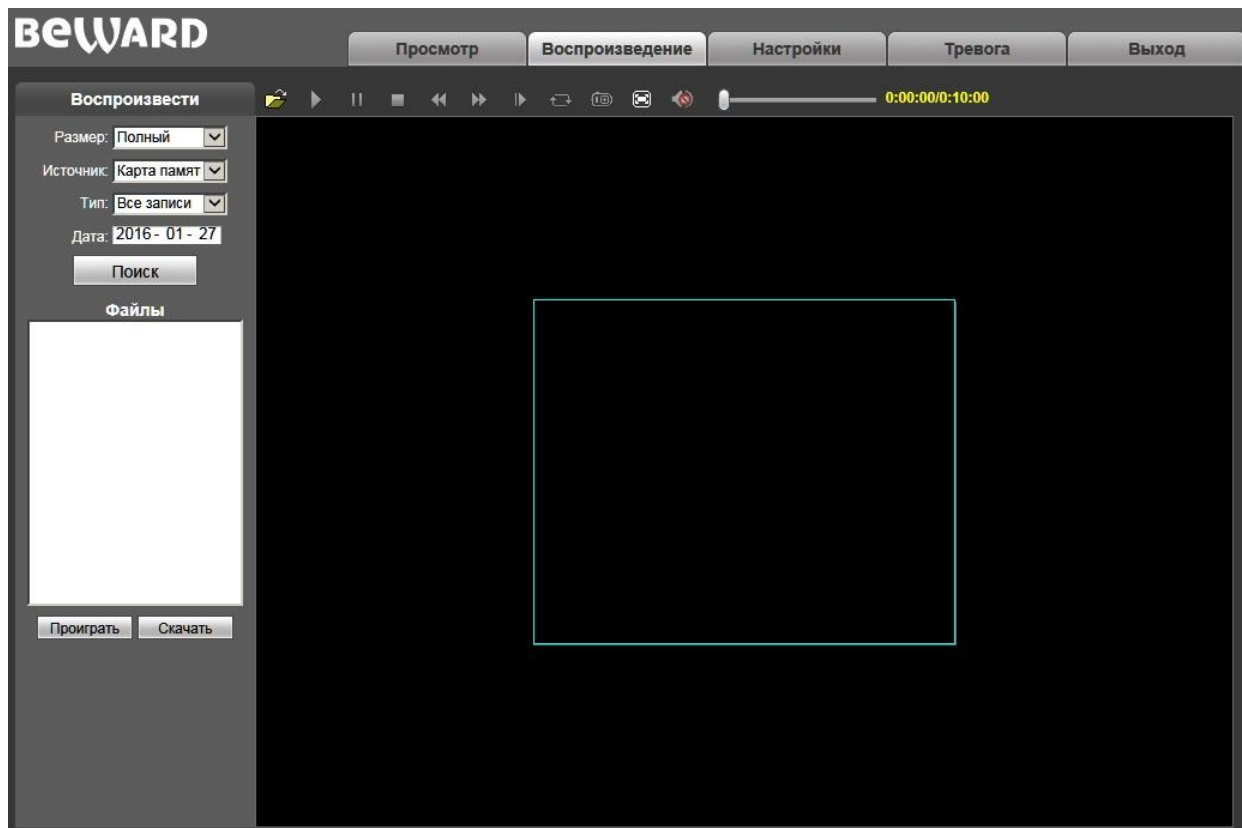 BEWARD
Просмотр Воспроизведение Настройки Тревога Выход
Воспроизвести
0:00:00/0:10:00
Размер: Полный
Источник: Карта памят
Тип: Все записи
Дата: 2016 - 01 - 27
Поиск
Файлы
Проиграть Скачать